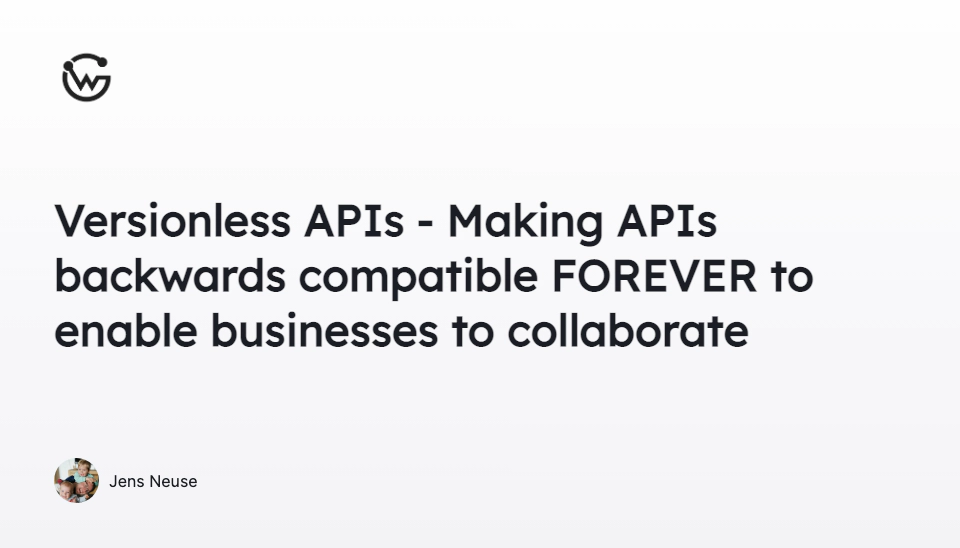 Versionless APIs - Making APIs
backwards compatible FOREVER to
enable businesses to collaborate
Jens Neuse